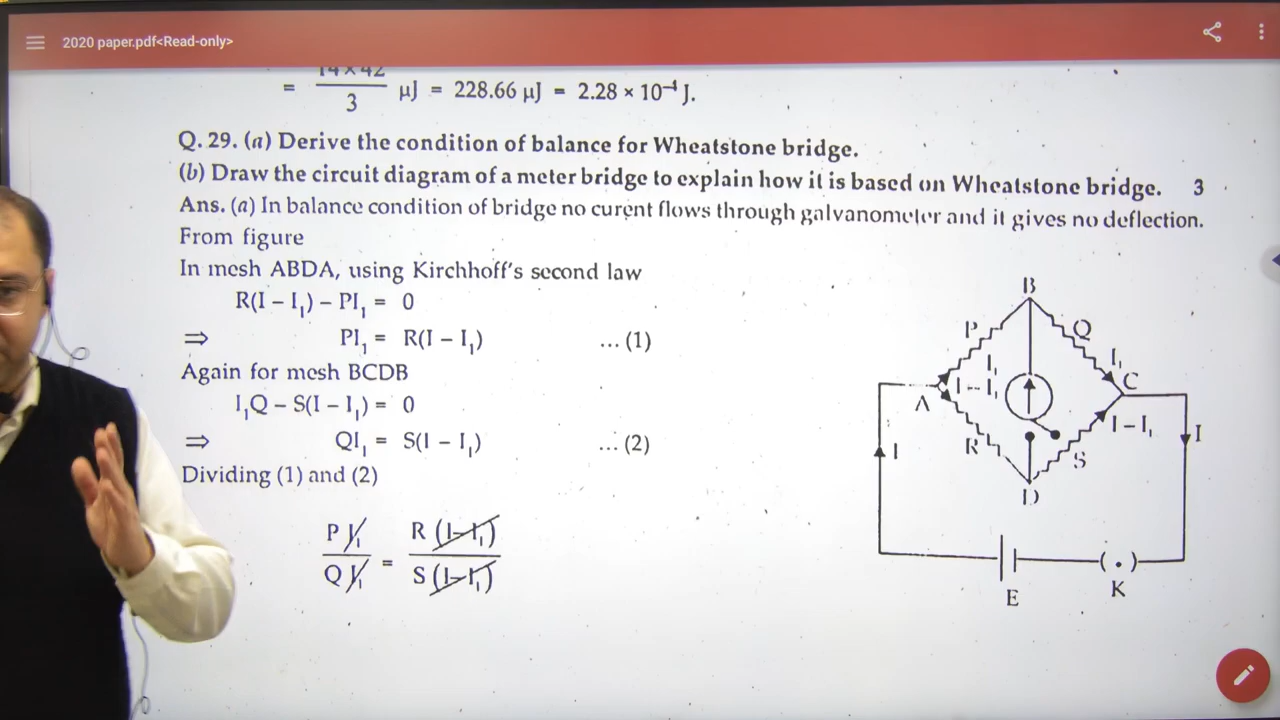 2020 paper.pdf<Read-only>
= 14 × 42 / 3 µJ = 228.66 µJ = 2.28 × 10⁻⁴ J.
Q. 29. (a) Derive the condition of balance for Wheatstone bridge.
(b) Draw the circuit diagram of a meter bridge to explain how it is based on Wheatstone bridge. 3
Ans. (a) In balance condition of bridge no curent flows through galvanometer and it gives no deflection.
From figure
In mesh ABDA, using Kirchhoff's second law
R(I – I₁) – PI₁ = 0
⇒ PI₁ = R(I – I₁) ... (1)
Again for mesh BCDB
I₁Q – S(I – I₁) = 0
⇒ QI₁ = S(I – I₁) ... (2)
Dividing (1) and (2)
P I₁ / Q I₁ = R (I–I₁) / S (I–I₁)
B
P
Q
I₁
I₁
C
I – I₁
A
I – I₁
I
R
S
I
D
E
K